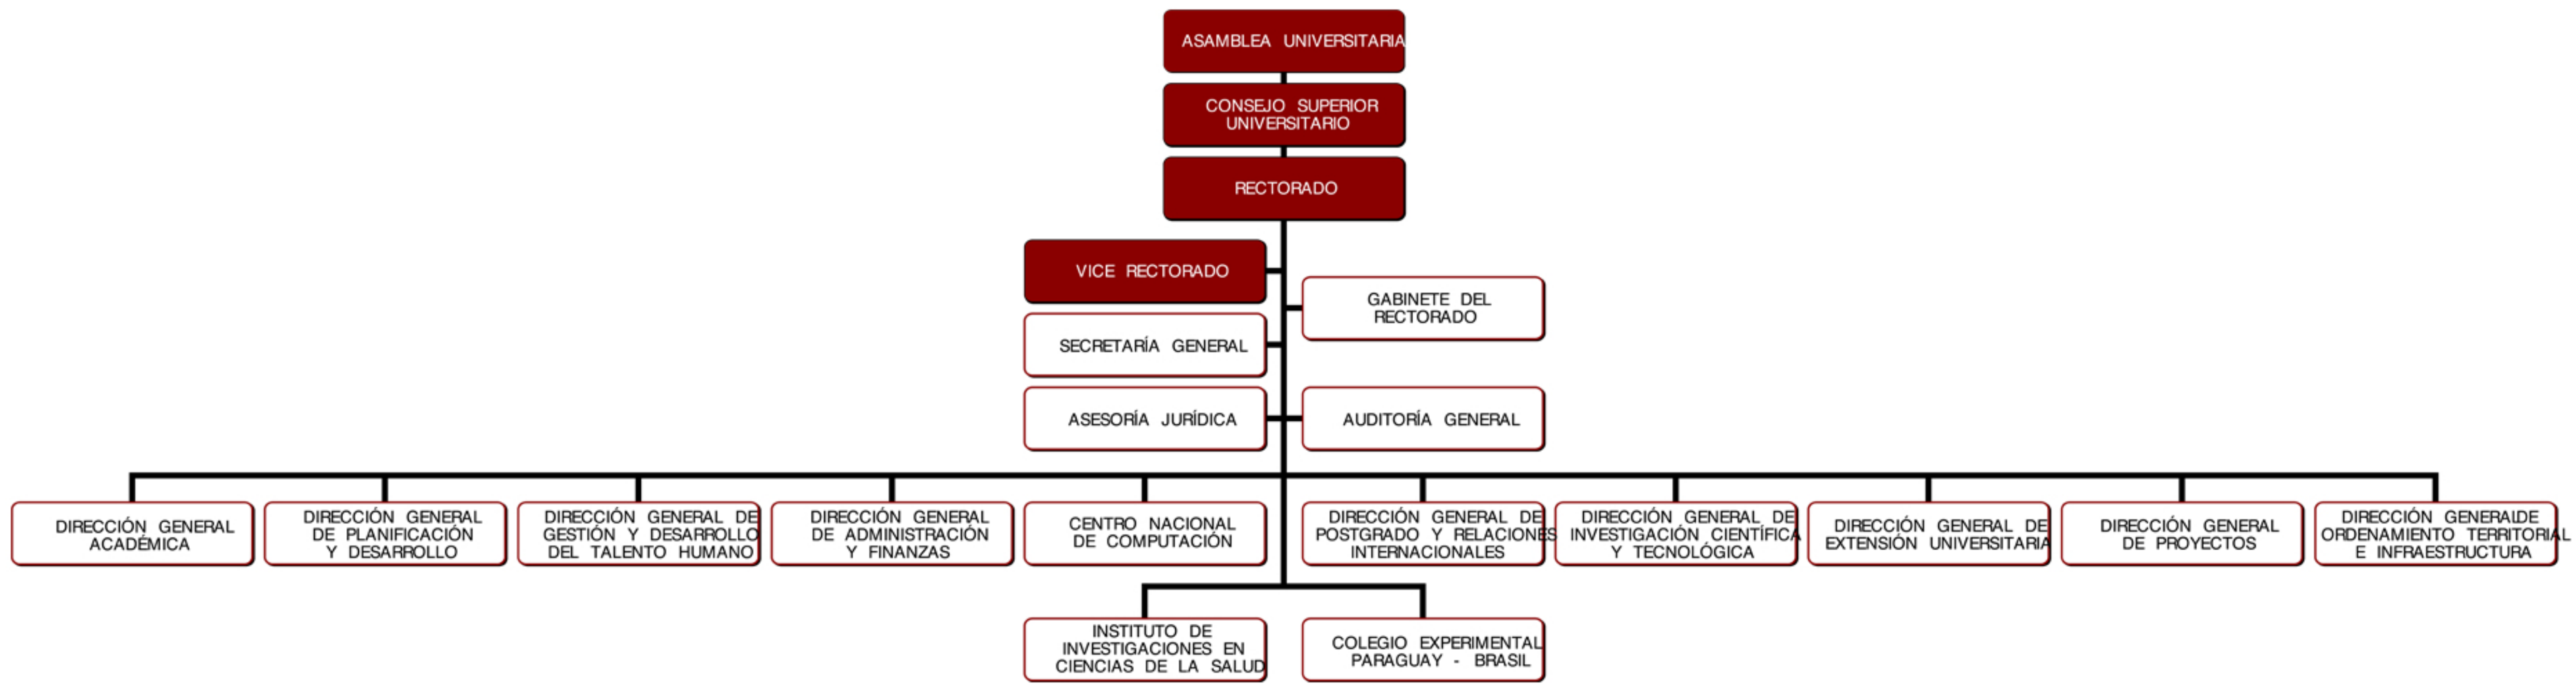 ASAMBLEA UNIVERSITARIA
CONSEJO SUPERIOR
UNIVERSITARIO
RECTORADO
VICE RECTORADO
GABINETE DEL
RECTORADO
SECRETARÍA GENERAL
ASESORÍA JURÍDICA
AUDITORÍA GENERAL
DIRECCIÓN GENERAL
ACADÉMICA
DIRECCIÓN GENERAL
DE PLANIFICACIÓN
Y DESARROLLO
DIRECCIÓN GENERAL DE
GESTIÓN Y DESARROLLO
DEL TALENTO HUMANO
DIRECCIÓN GENERAL
DE ADMINISTRACIÓN
Y FINANZAS
CENTRO NACIONAL
DE COMPUTACIÓN
DIRECCIÓN GENERAL DE
POSTGRADO Y RELACIONES
INTERNACIONALES
DIRECCIÓN GENERAL DE
INVESTIGACIÓN CIENTÍFICA
Y TECNOLÓGICA
DIRECCIÓN GENERAL DE
EXTENSIÓN UNIVERSITARIA
DIRECCIÓN GENERAL
DE PROYECTOS
DIRECCIÓN GENERAL DE
ORDENAMIENTO TERRITORIAL
E INFRAESTRUCTURA
INSTITUTO DE
INVESTIGACIONES EN
CIENCIAS DE LA SALUD
COLEGIO EXPERIMENTAL
PARAGUAY - BRASIL